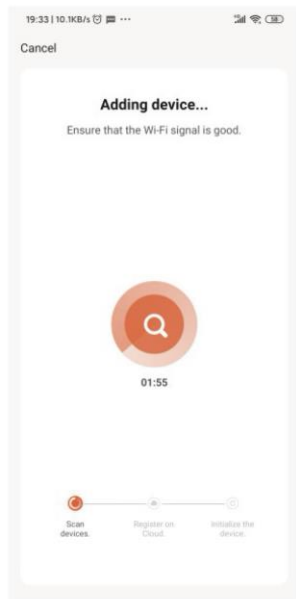 19:33 | 10.1KB/s
58
Cancel
Adding device...
Ensure that the Wi-Fi signal is good.
01:55
Scan devices.
Register on Cloud.
Initialize the device.